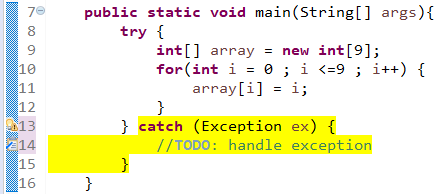 7 public static void main(String[] args){
8 try {
9 int[] array = new int[9];
10 for(int i = 0 ; i <=9 ; i++) {
11 array[i] = i;
12 }
13 } catch (Exception ex) {
14 //TODO: handle exception
15 }
16 }